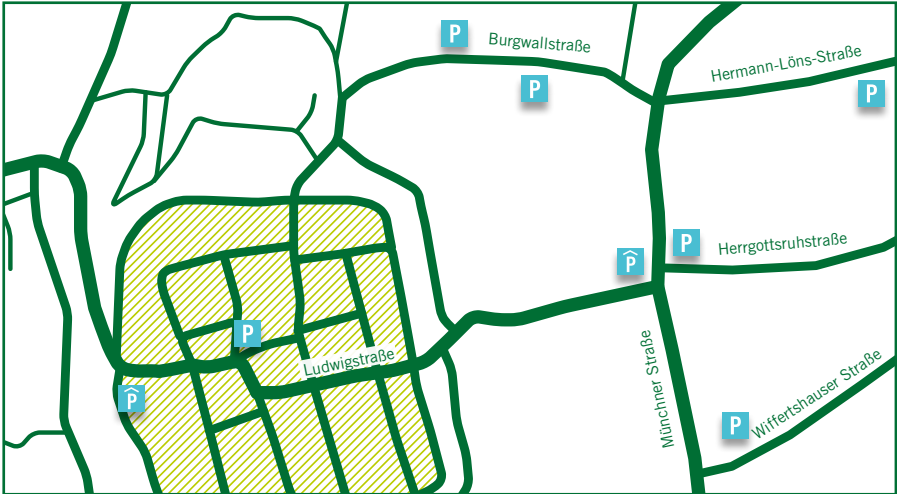 P
Burgwallstraße
P
Hermann-Löns-Straße
P
P
Herrgottsruhstraße
P
P
Ludwigstraße
P
Münchner Straße
P
Wiffertshauser Straße